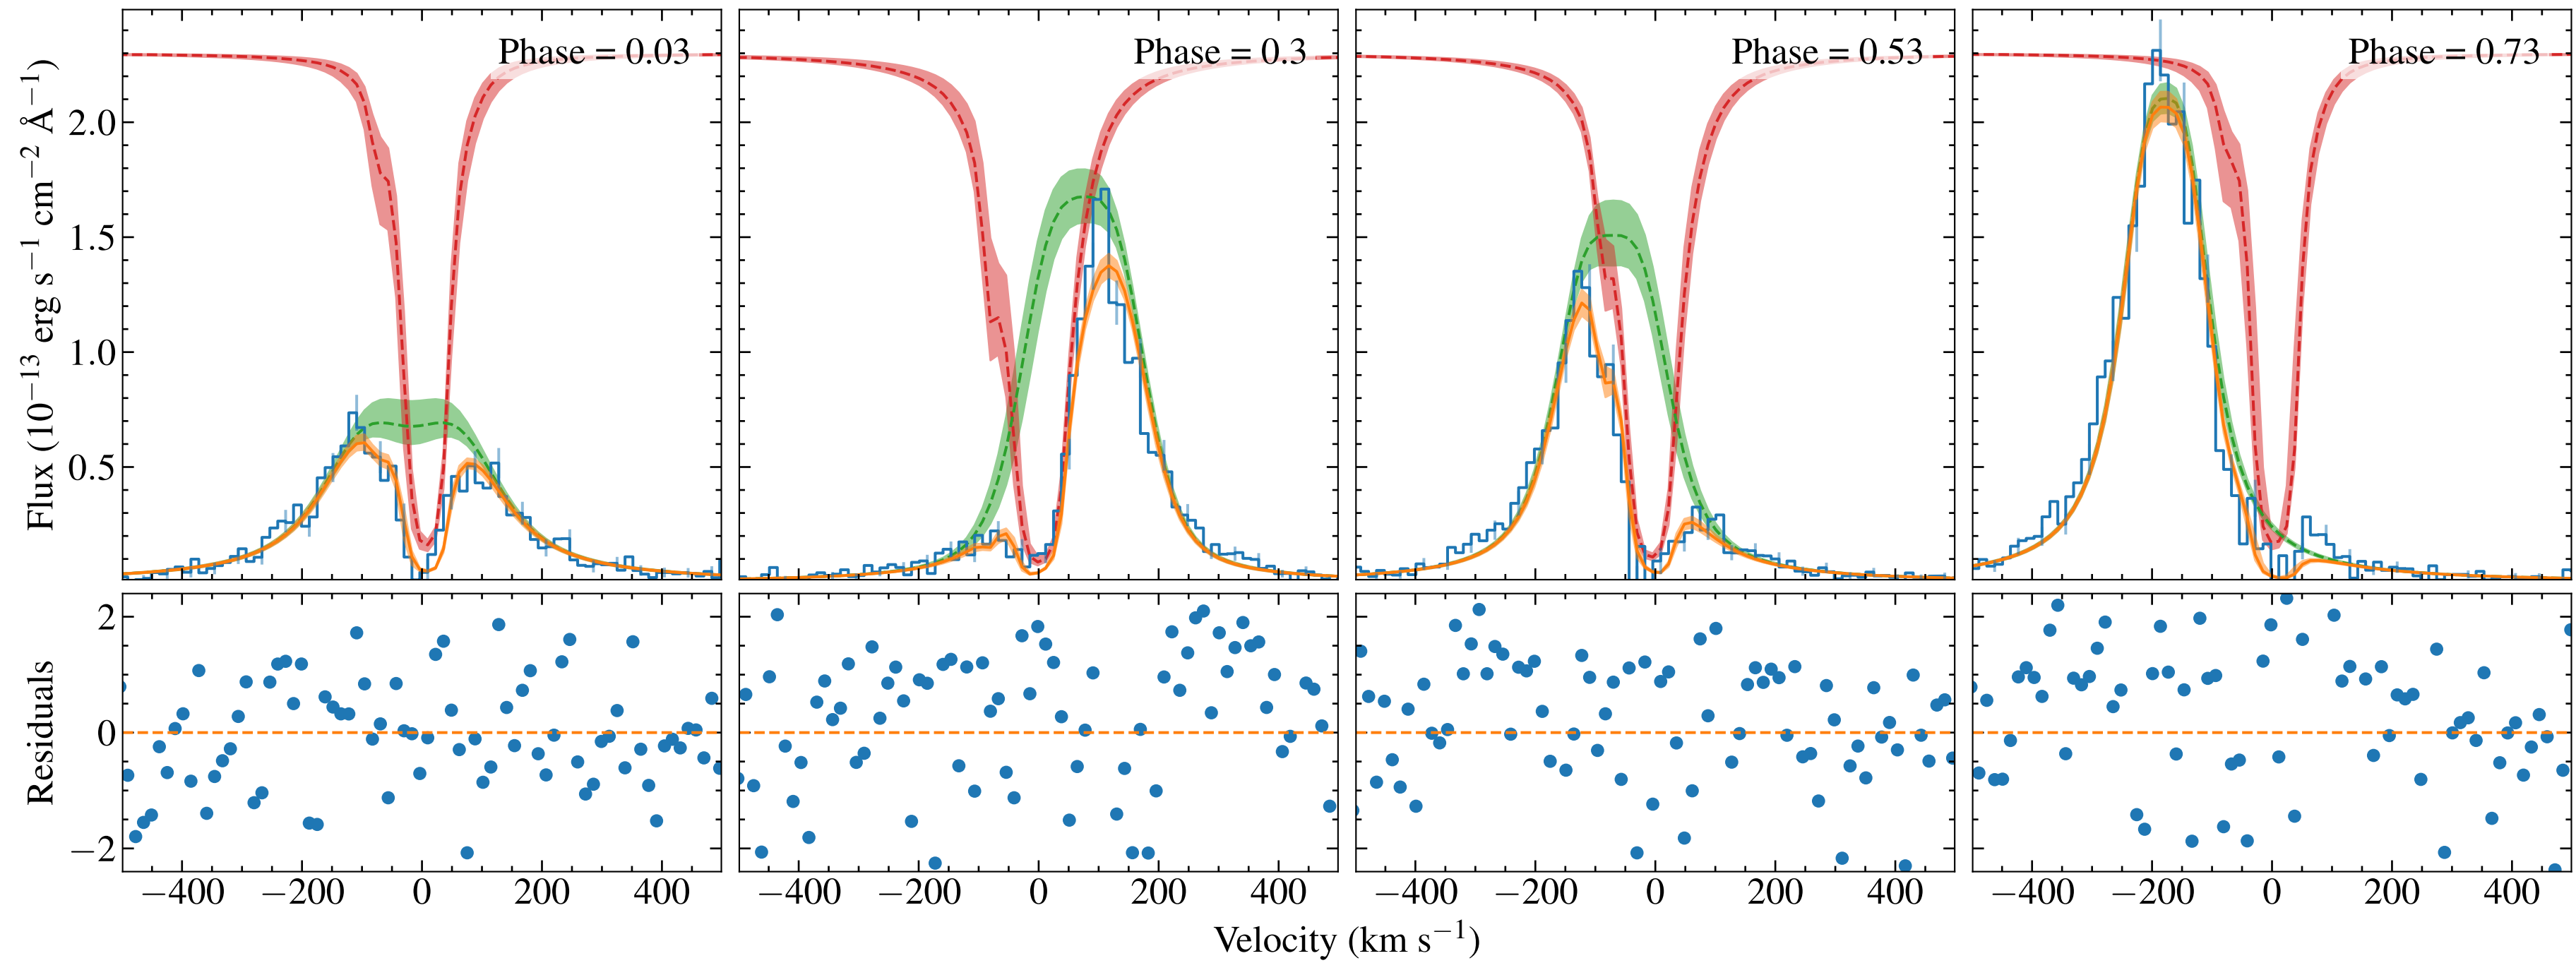 Phase = 0.03
Phase = 0.3
Phase = 0.53
Phase = 0.73
Flux (10⁻¹³ erg s⁻¹ cm⁻² Å⁻¹)
2.0
1.5
1.0
0.5
Residuals
2
0
−2
−400 −200 0 200 400
−400 −200 0 200 400
−400 −200 0 200 400
−400 −200 0 200 400
Velocity (km s⁻¹)